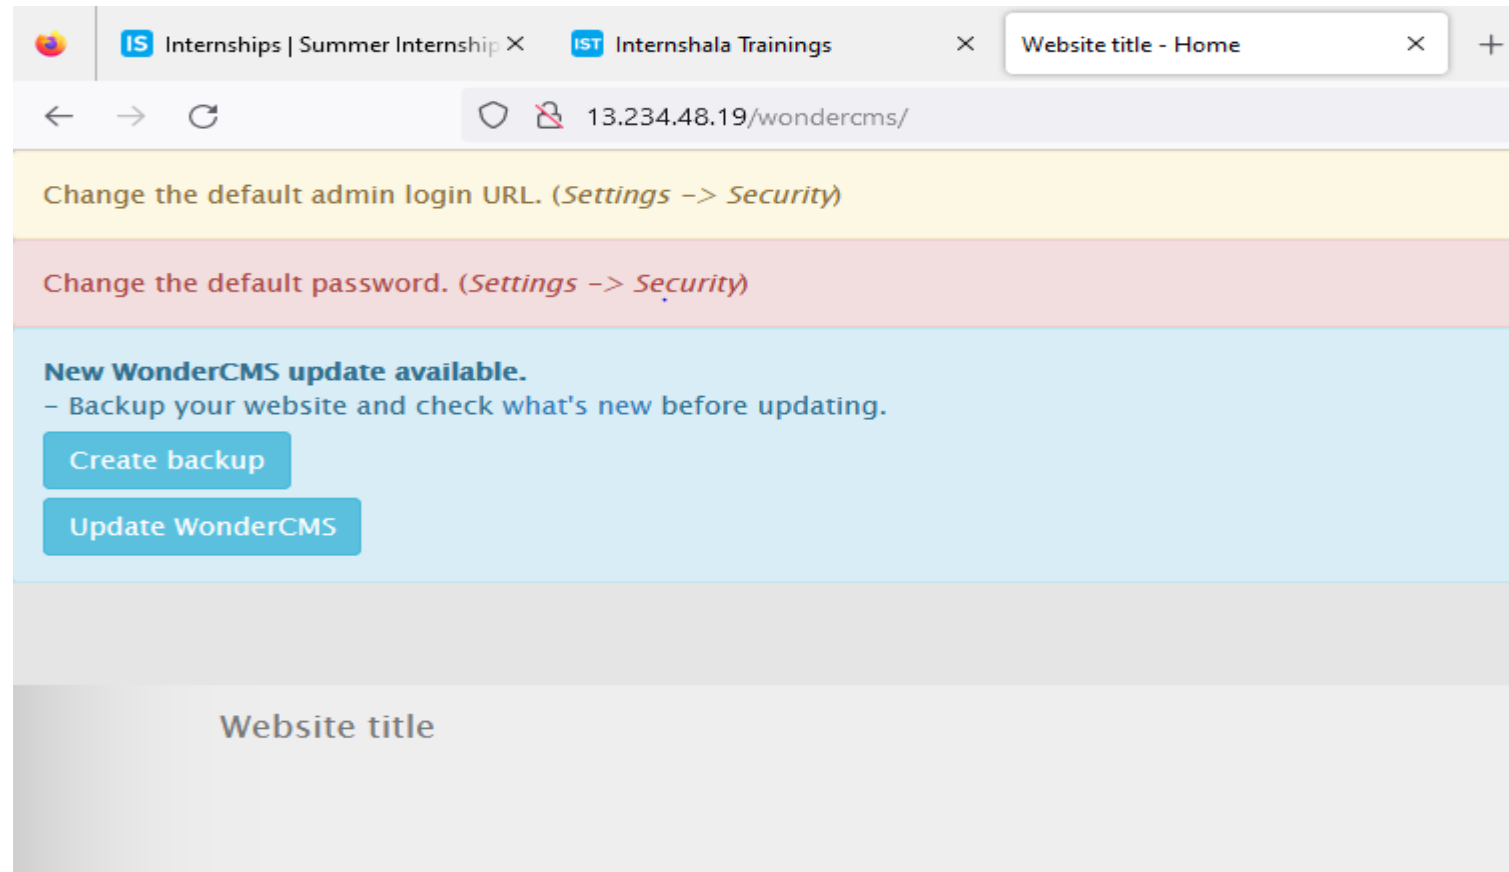 IS Internships | Summer Internship IST Internshala Trainings Website title - Home
13.234.48.19/wondercms/
Change the default admin login URL. (Settings -> Security)
Change the default password. (Settings -> Security)
New WonderCMS update available.
- Backup your website and check what's new before updating.
Create backup
Update WonderCMS
Website title